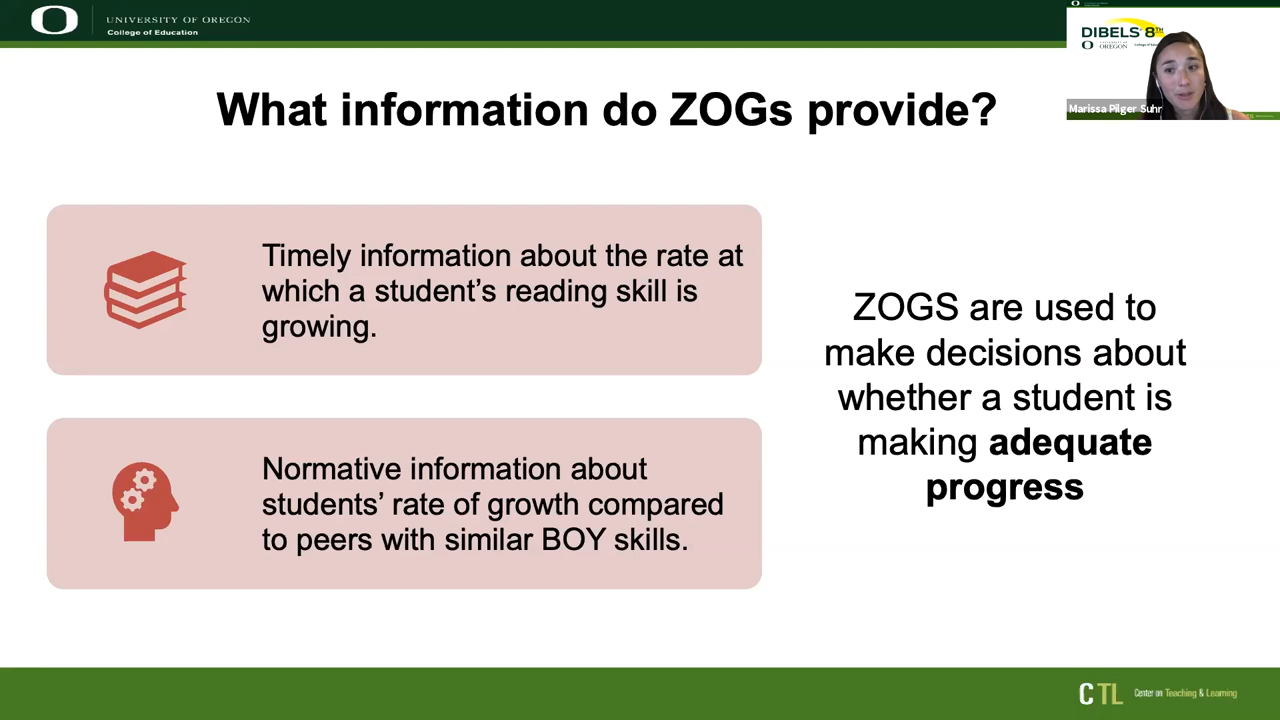 UNIVERSITY OF OREGON
College of Education
DIBELS 8TH
OREGON
Marissa Pilger Suhr
What information do ZOGs provide?
Timely information about the rate at
which a student’s reading skill is
growing.
Normative information about
students’ rate of growth compared
to peers with similar BOY skills.
ZOGS are used to
make decisions about
whether a student is
making adequate
progress
CTL Center on Teaching & Learning